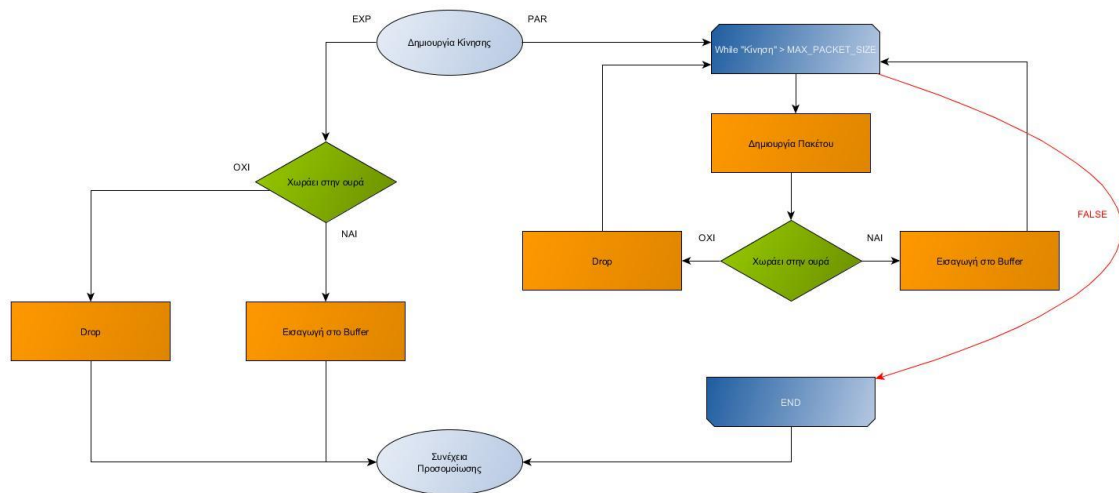 EXP
PAR
Δημιουργία Κίνησης
While "Κίνηση" > MAX_PACKET_SIZE
Δημιουργία Πακέτου
ΟΧΙ
Χωράει στην ουρά
ΝΑΙ
FALSE
ΟΧΙ
ΝΑΙ
Drop
Χωράει στην ουρά
Εισαγωγή στο Buffer
Drop
Εισαγωγή στο Buffer
END
Συνέχεια
Προσομοίωσης